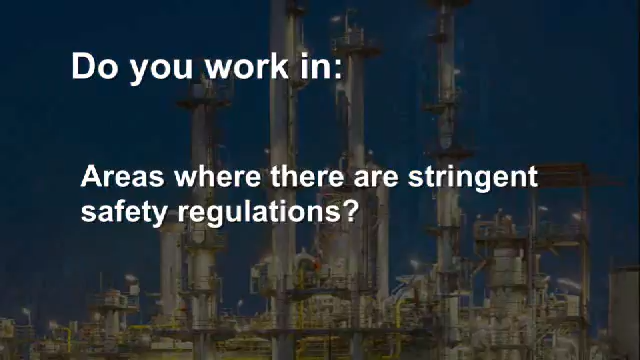 Do you work in:
Areas where there are stringent
safety regulations?